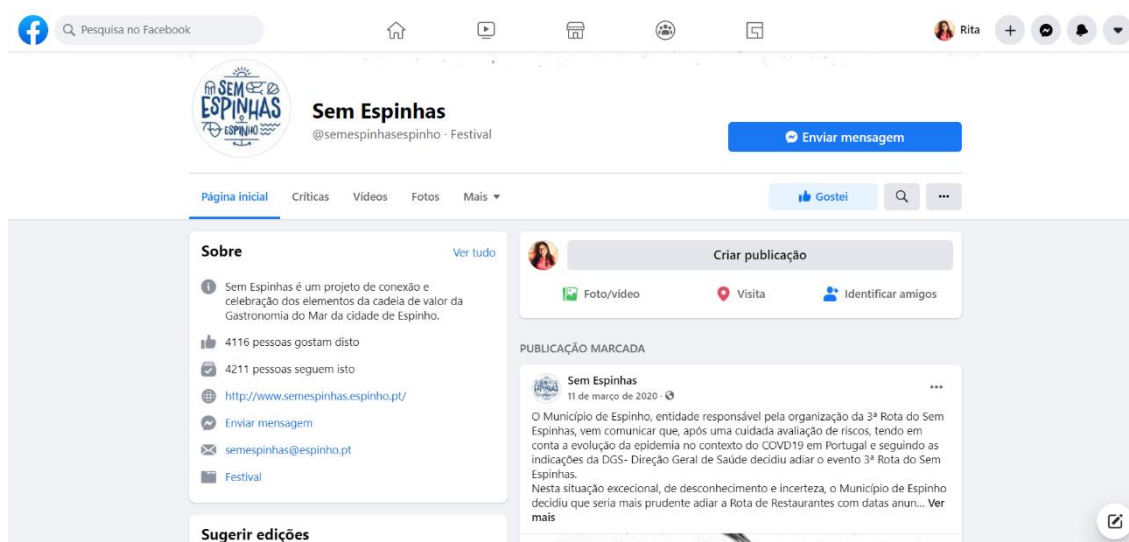 Pesquisa no Facebook
Rita
SEM
ESPINHAS
ESPINHO
Sem Espinhas
@semespinhasespinho · Festival
Enviar mensagem
Página inicial
Críticas
Vídeos
Fotos
Mais
Gostei
Sobre
Ver tudo
Sem Espinhas é um projeto de conexão e
celebração dos elementos da cadeia de valor da
Gastronomia do Mar da cidade de Espinho.
4116 pessoas gostam disto
4211 pessoas seguem isto
http://www.semespinhas.espinho.pt/
Enviar mensagem
semespinhas@espinho.pt
Festival
Sugerir edições
Criar publicação
Foto/vídeo
Visita
Identificar amigos
PUBLICAÇÃO MARCADA
Sem Espinhas
11 de março de 2020 ·
O Município de Espinho, entidade responsável pela organização da 3ª Rota do Sem
Espinhas, vem comunicar que, após uma cuidada avaliação de riscos, tendo em
conta a evolução da epidemia no contexto do COVD19 em Portugal e seguindo as
indicações da DGS- Direção Geral de Saúde decidiu adiar o evento 3ª Rota do Sem
Espinhas.
Nesta situação excecional, de desconhecimento e incerteza, o Município de Espinho
decidiu que seria mais prudente adiar a Rota de Restaurantes com datas anun... Ver
mais